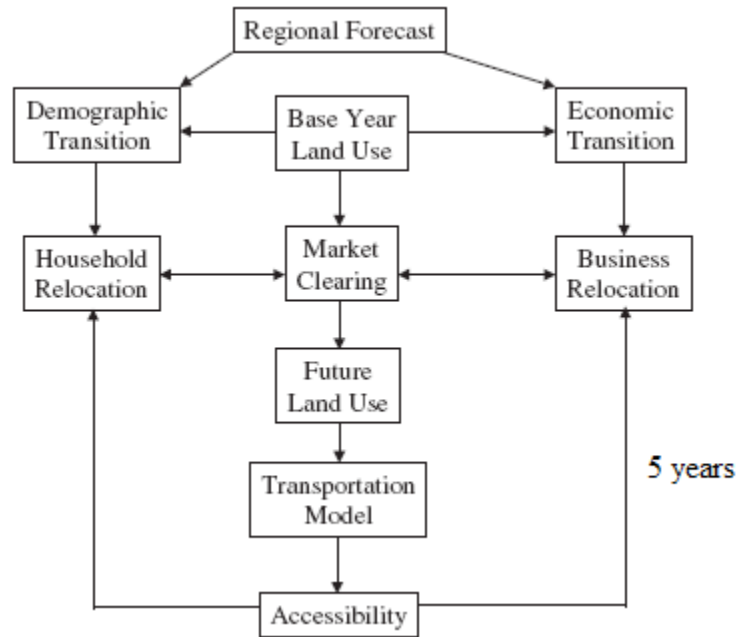 Regional Forecast
Demographic
Transition
Base Year
Land Use
Economic
Transition
Household
Relocation
Market
Clearing
Business
Relocation
Future
Land Use
5 years
Transportation
Model
Accessibility